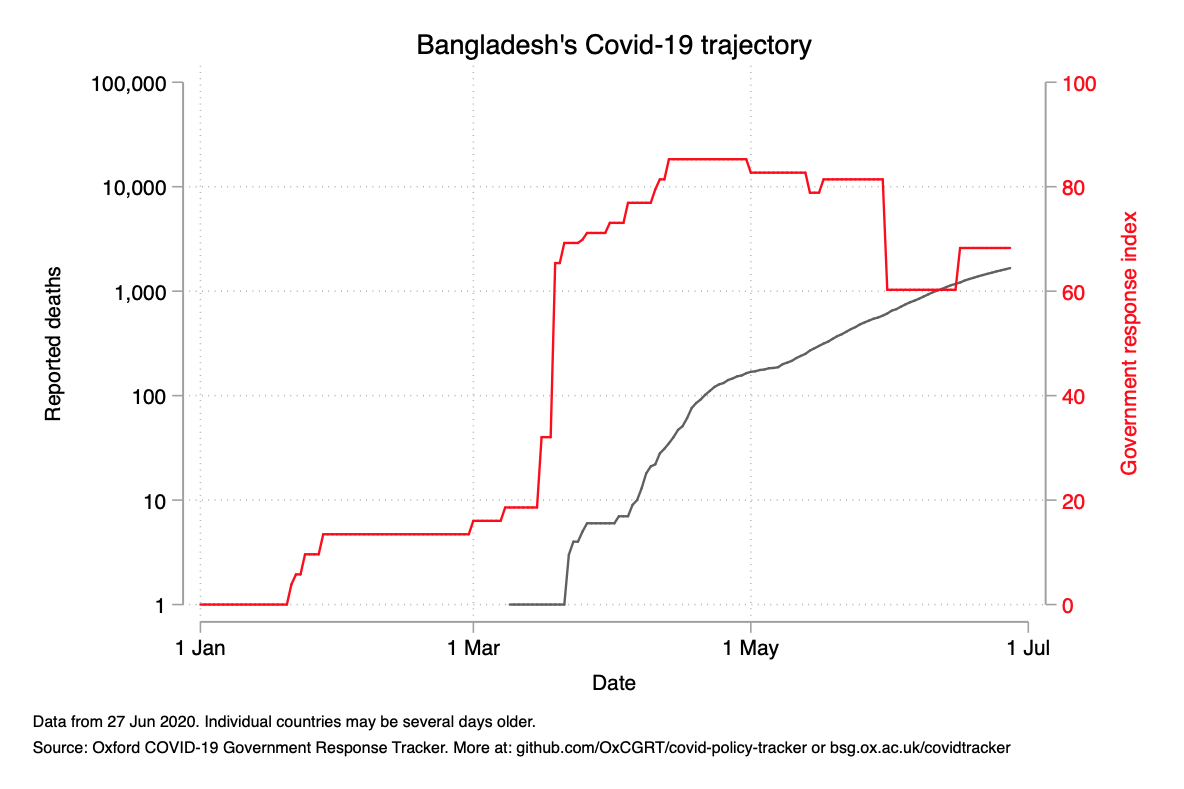 Bangladesh's Covid-19 trajectory
100,000
10,000
1,000
100
10
1
Reported deaths
100
80
60
40
20
0
Government response index
1 Jan
1 Mar
1 May
1 Jul
Date
Data from 27 Jun 2020. Individual countries may be several days older.
Source: Oxford COVID-19 Government Response Tracker. More at: github.com/OxCGRT/covid-policy-tracker or bsg.ox.ac.uk/covidtracker